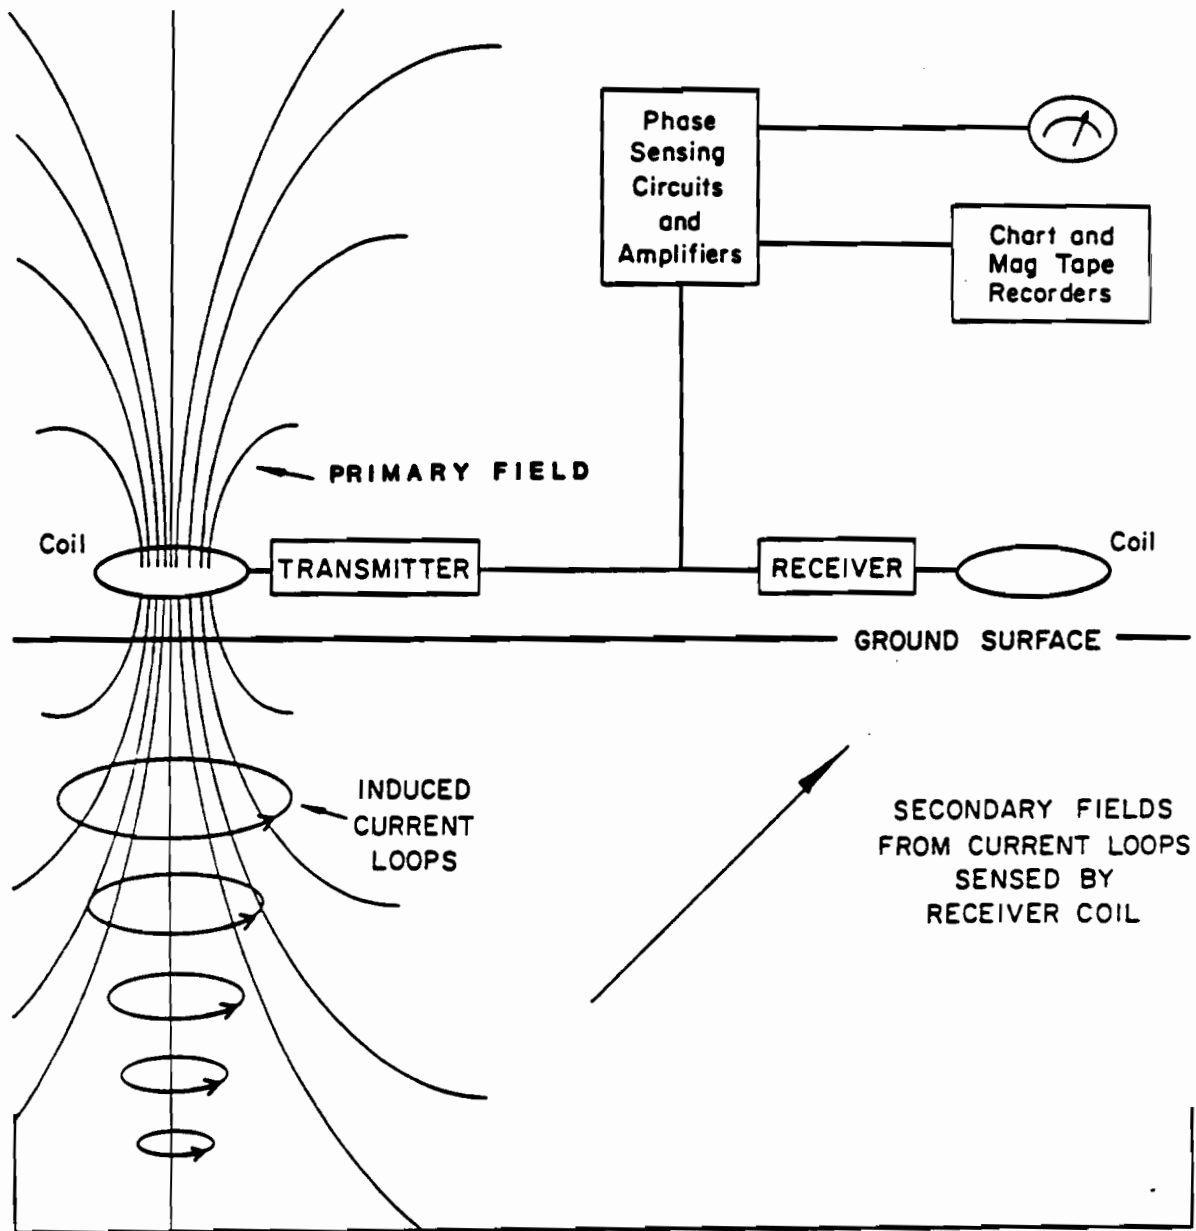 Phase
Sensing
Circuits
and
Amplifiers
Chart and
Mag Tape
Recorders
PRIMARY FIELD
Coil
TRANSMITTER
RECEIVER
Coil
GROUND SURFACE
INDUCED
CURRENT
LOOPS
SECONDARY FIELDS
FROM CURRENT LOOPS
SENSED BY
RECEIVER COIL